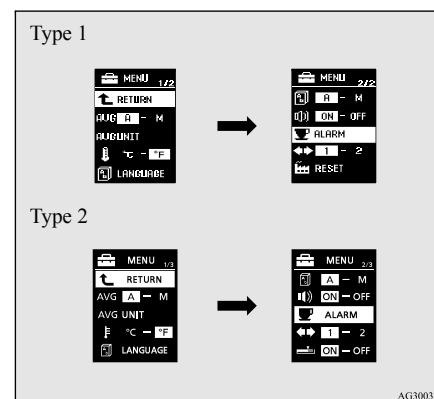 Type 1
MENU 1/2
RETURN
AVG A - M
AVG UNIT
°C - °F
LANGUAGE
MENU 2/2
A - M
ON - OFF
ALARM
1 - 2
RESET
Type 2
MENU 1/3
RETURN
AVG A - M
AVG UNIT
°C - °F
LANGUAGE
MENU 2/3
A - M
ON - OFF
ALARM
1 - 2
ON - OFF
AG3003